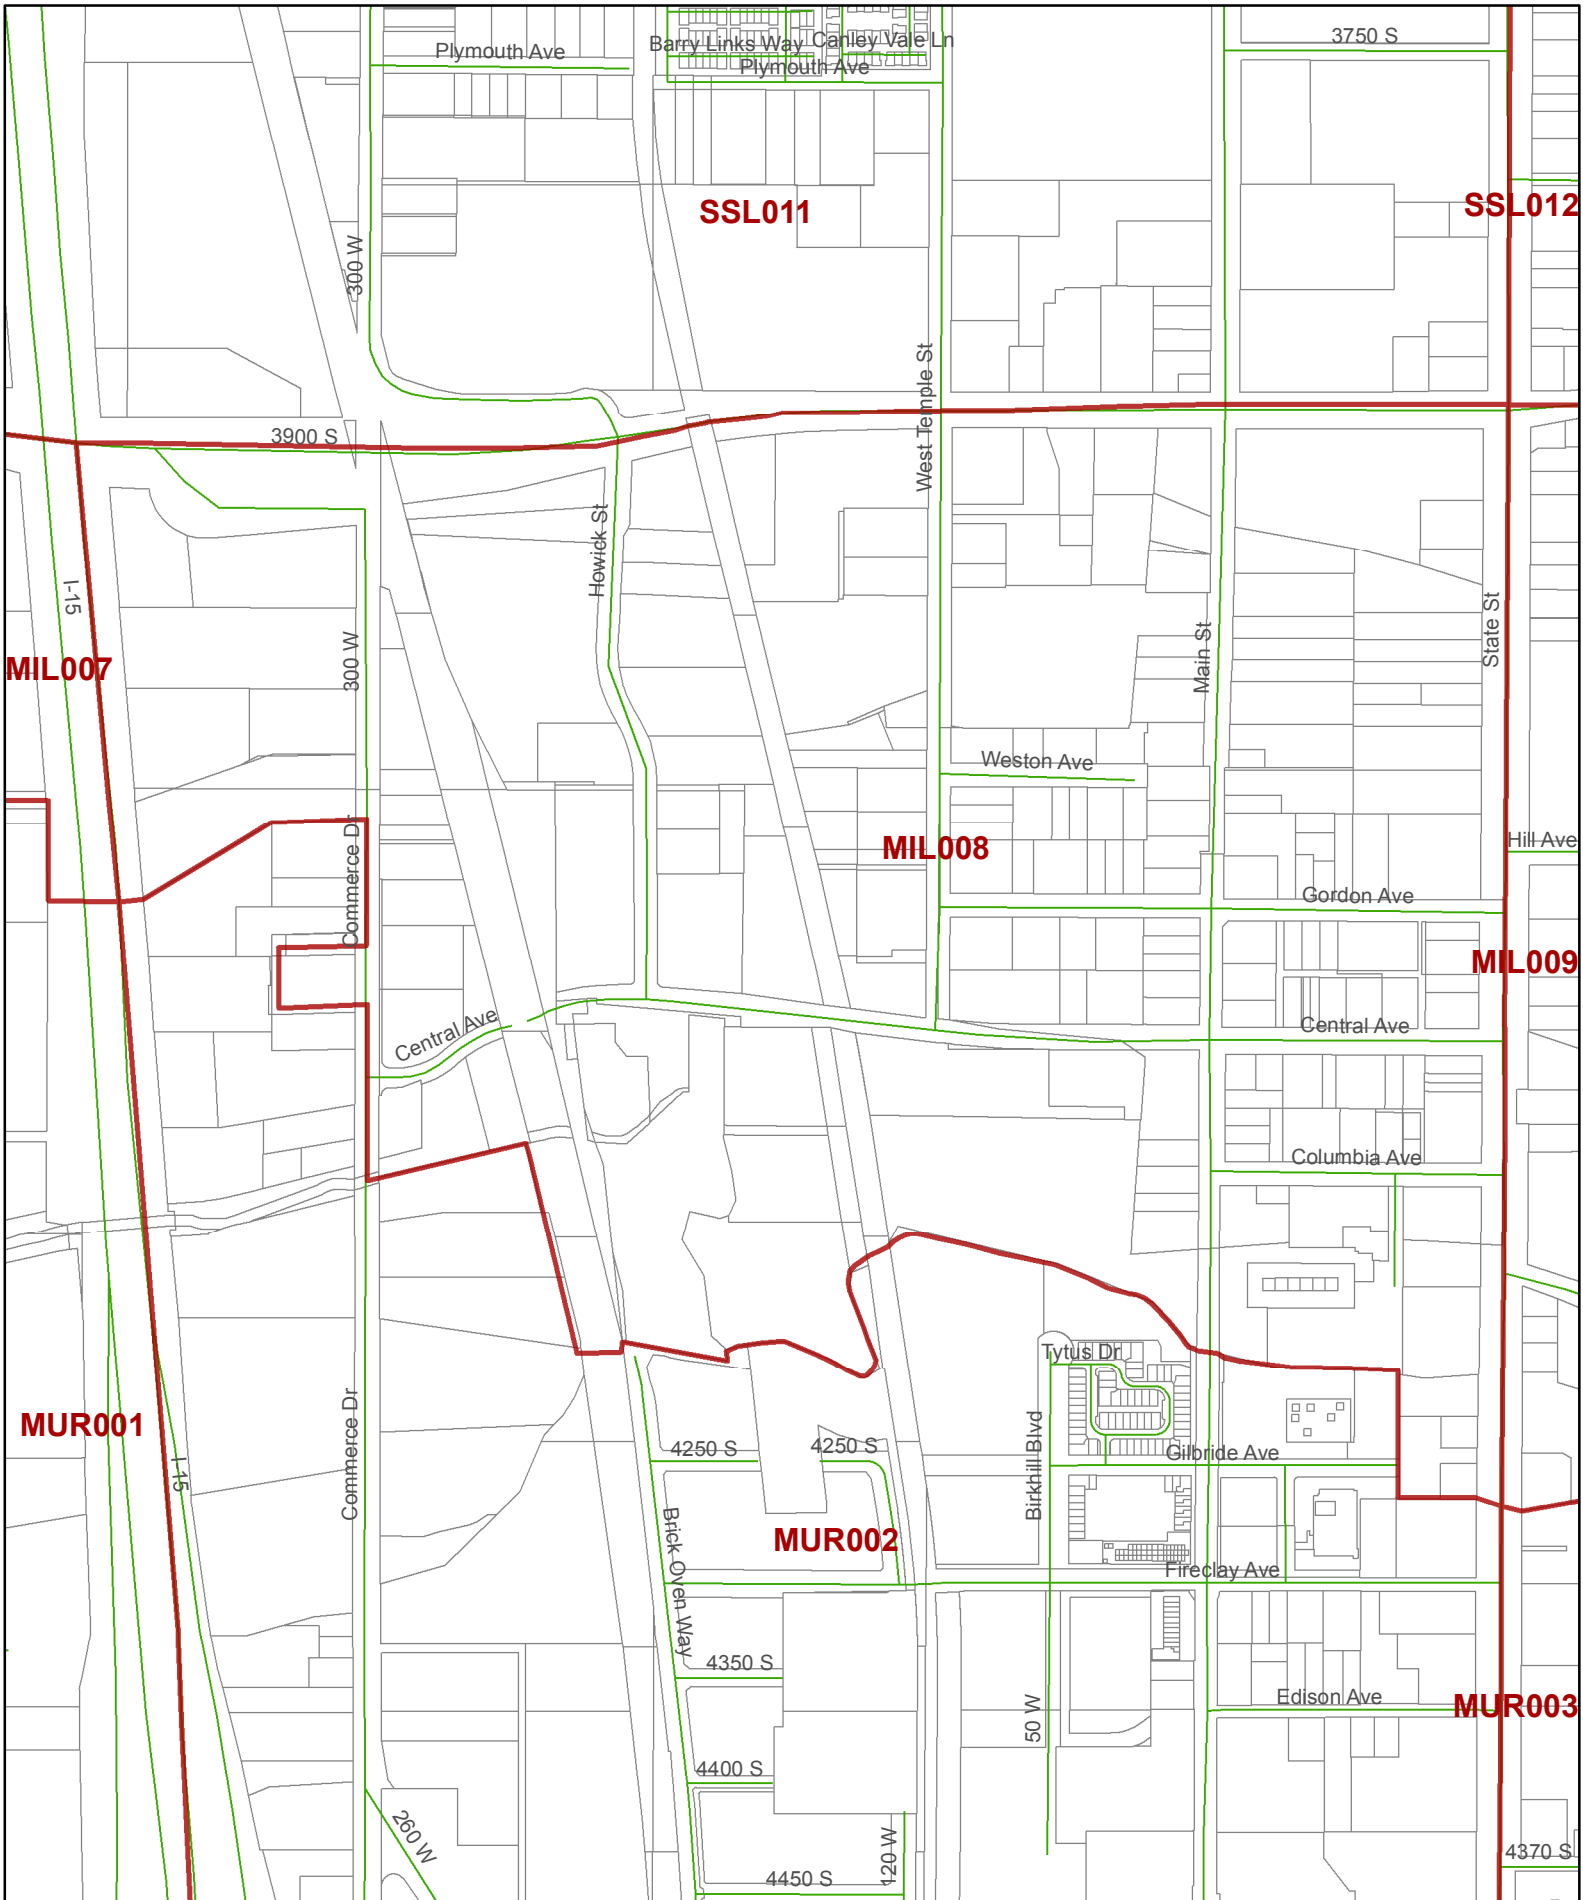 3750 S
Plymouth Ave
Barry Links Way
Canley Vale Ln
Plymouth Ave
SSL011
SSL012
300 W
West Temple St
3900 S
Howick St
I-15
300 W
Main St
State St
MIL007
Weston Ave
MIL008
Hill Ave
Commerce Dr
Gordon Ave
MIL009
Central Ave
Central Ave
Columbia Ave
Tytus Dr
MUR001
Commerce Dr
4250 S
4250 S
Birkhill Blvd
Gilbride Ave
I-15
MUR002
Brick Oven Way
Fireclay Ave
4350 S
50 W
Edison Ave
MUR003
4400 S
260 W
120 W
4370 S
4450 S